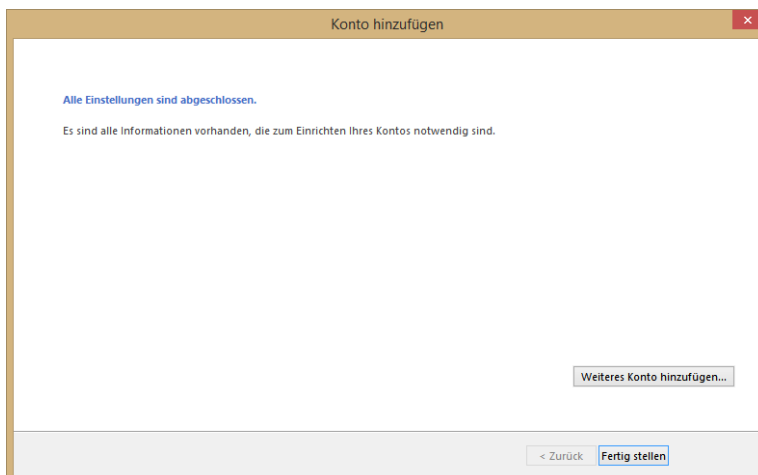 Konto hinzufügen
Alle Einstellungen sind abgeschlossen.
Es sind alle Informationen vorhanden, die zum Einrichten Ihres Kontos notwendig sind.
Weiteres Konto hinzufügen...
< Zurück Fertig stellen